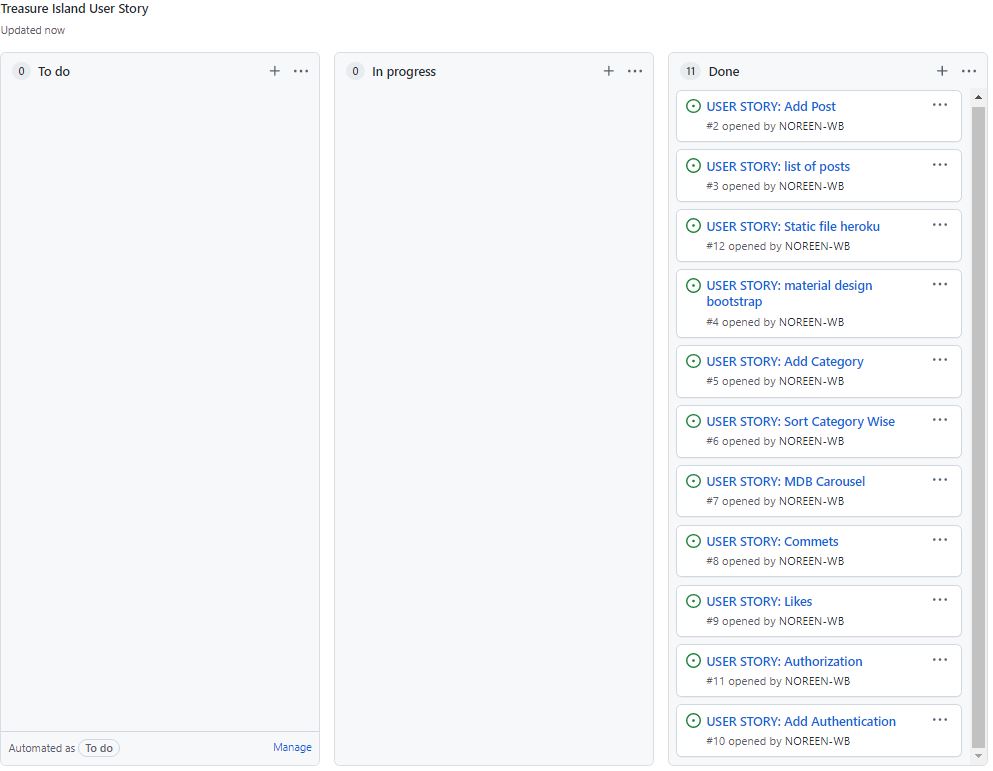 Treasure Island User Story
Updated now
0 To do
0 In progress
11 Done
USER STORY: Add Post
#2 opened by NOREEN-WB
USER STORY: list of posts
#3 opened by NOREEN-WB
USER STORY: Static file heroku
#12 opened by NOREEN-WB
USER STORY: material design
bootstrap
#4 opened by NOREEN-WB
USER STORY: Add Category
#5 opened by NOREEN-WB
USER STORY: Sort Category Wise
#6 opened by NOREEN-WB
USER STORY: MDB Carousel
#7 opened by NOREEN-WB
USER STORY: Commets
#8 opened by NOREEN-WB
USER STORY: Likes
#9 opened by NOREEN-WB
USER STORY: Authorization
#11 opened by NOREEN-WB
USER STORY: Add Authentication
#10 opened by NOREEN-WB
Automated as To do Manage